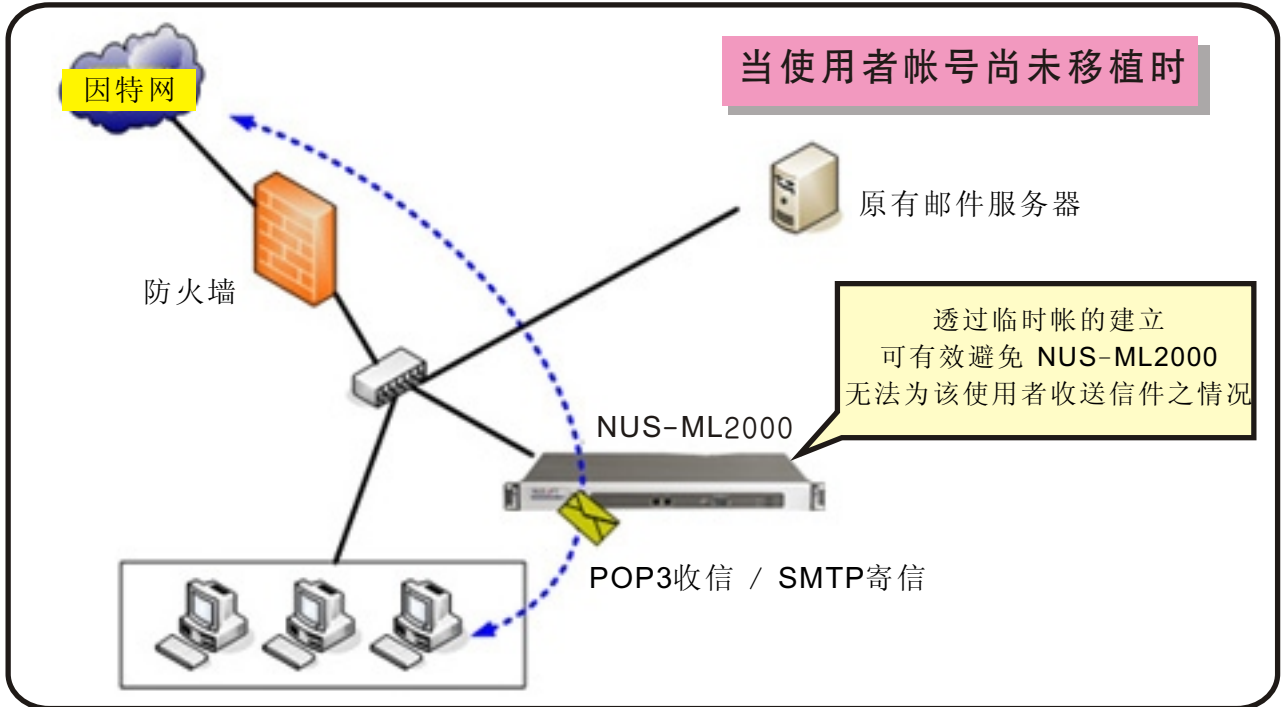 当使用者帐号尚未移植时
因特网
原有邮件服务器
防火墙
透过临时帐的建立
可有效避免 NUS-ML2000
无法为该使用者收送信件之情况
NUS-ML2000
POP3收信 / SMTP寄信